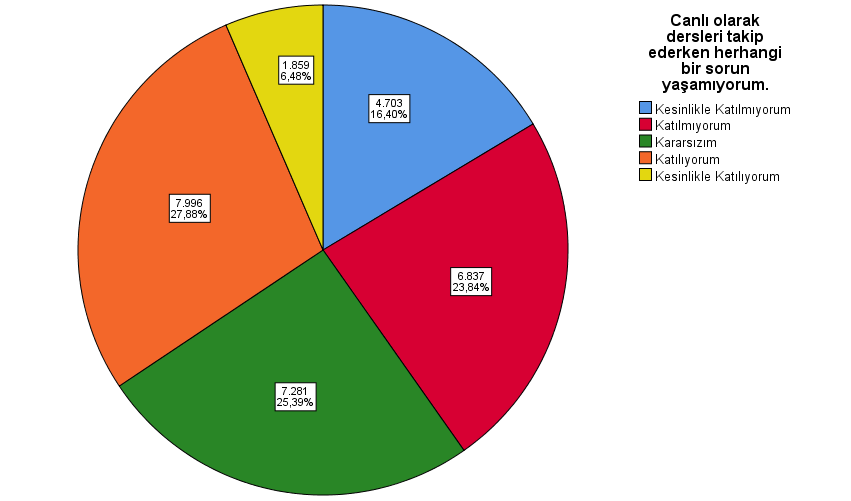 Canlı olarak
dersleri takip
ederken herhangi
bir sorun
yaşamıyorum.
Kesinlikle Katılmıyorum
Katılmıyorum
Kararsızım
Katılıyorum
Kesinlikle Katılıyorum
1.859
6,48%
4.703
16,40%
7.996
27,88%
6.837
23,84%
7.281
25,39%